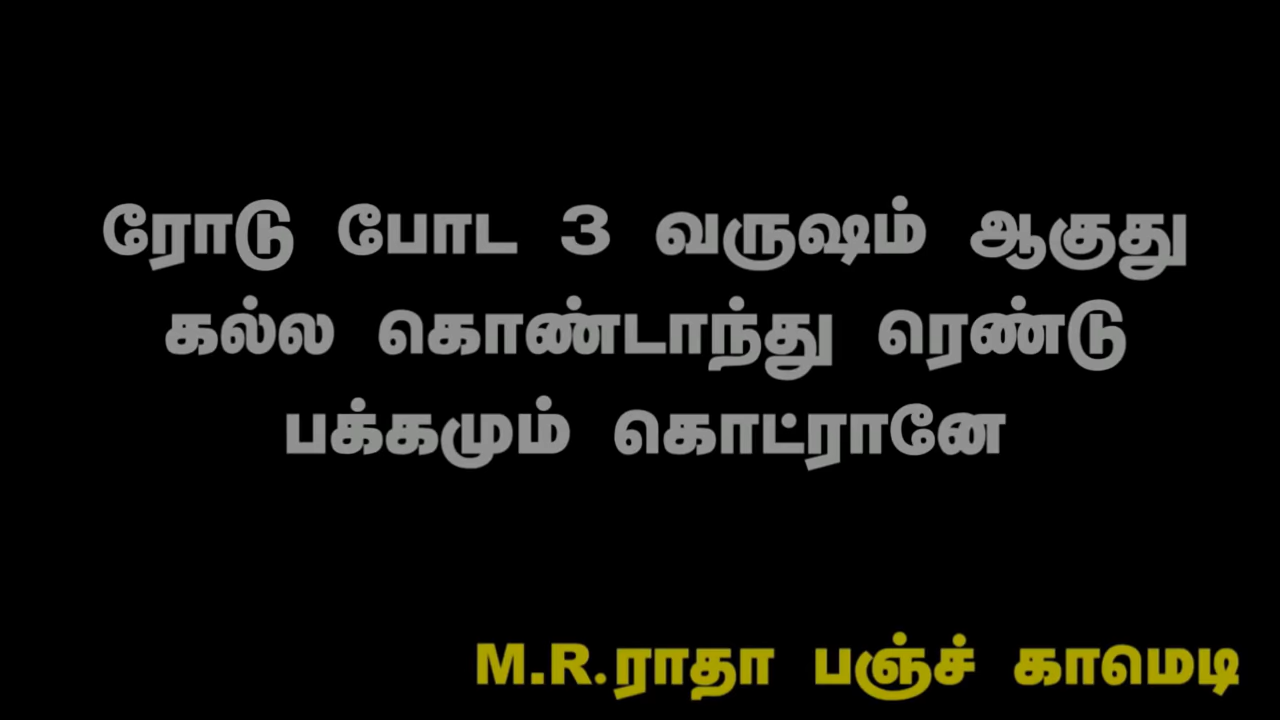 ரோடு போட 3 வருஷம் ஆகுது
கல்ல கொண்டாந்து ரெண்டு
பக்கமும் கொட்ரானே
M.R.ராதா பஞ்ச் காமெடி